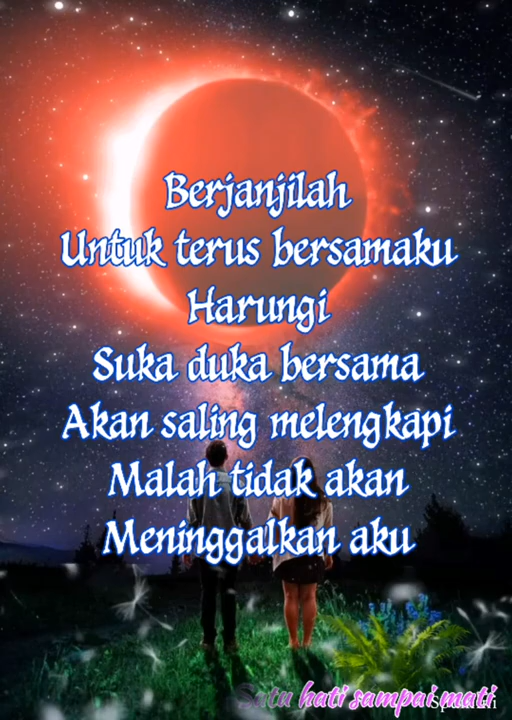 Berjanjilah
Untuk terus bersamaku
Harungi
Suka duka bersama
Akan saling melengkapi
Malah tidak akan
Meninggalkan aku
Satu hati sampai mati